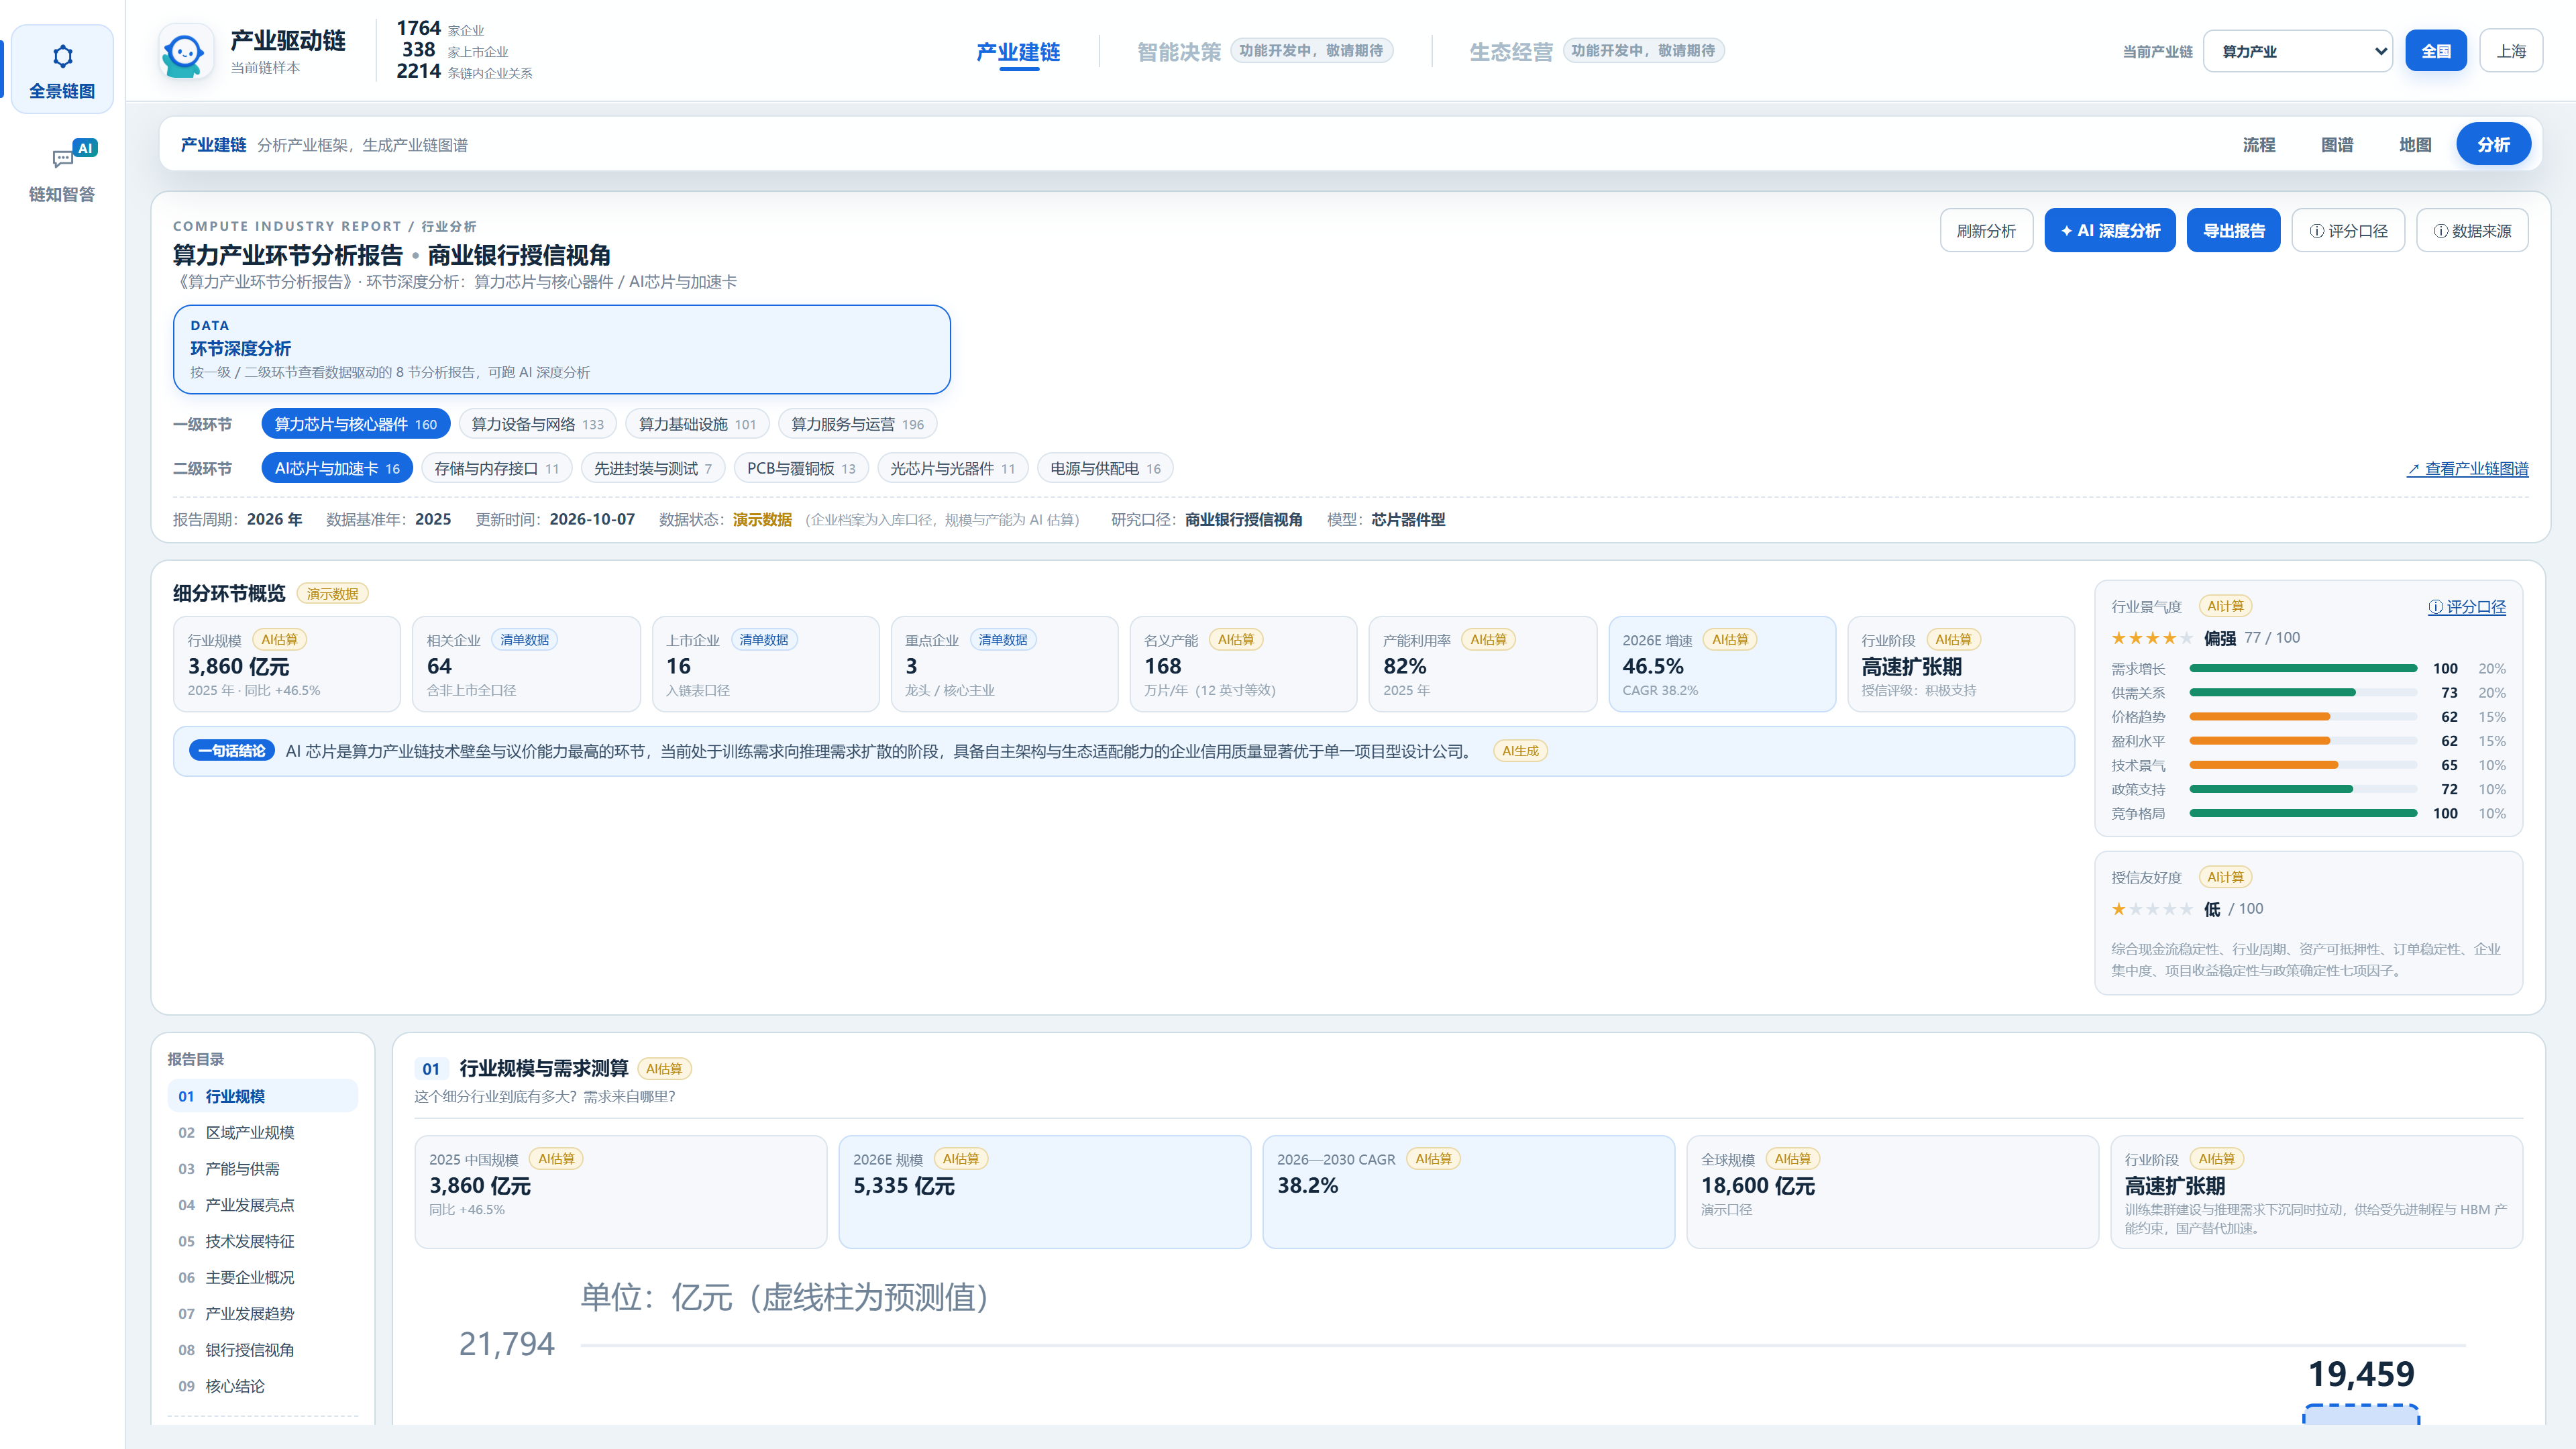 全景链图
AI
链知智答
产业驱动链
当前链样本
1764 家企业
338 家上市企业
2214 条链内企业关系
产业建链
智能决策 功能开发中，敬请期待
生态经营 功能开发中，敬请期待
当前产业链 算力产业 全国 上海
产业建链 分析产业框架，生成产业链图谱
流程 图谱 地图 分析
COMPUTE INDUSTRY REPORT / 行业分析
算力产业环节分析报告 • 商业银行授信视角
《算力产业环节分析报告》· 环节深度分析：算力芯片与核心器件 / AI芯片与加速卡
刷新分析 ✦ AI 深度分析 导出报告 ⓘ 评分口径 ⓘ 数据来源
DATA
环节深度分析
按一级 / 二级环节查看数据驱动的 8 节分析报告，可跑 AI 深度分析
一级环节 算力芯片与核心器件 160 算力设备与网络 133 算力基础设施 101 算力服务与运营 196
二级环节 AI芯片与加速卡 16 存储与内存接口 11 先进封装与测试 7 PCB与覆铜板 13 光芯片与光器件 11 电源与供配电 16
↗ 查看产业链图谱
报告周期：2026 年 数据基准年：2025 更新时间：2026-10-07 数据状态：演示数据 （企业档案为入库口径，规模与产能为 AI 估算） 研究口径：商业银行授信视角 模型：芯片器件型
细分环节概览 演示数据
行业规模 AI估算
3,860 亿元
2025 年 · 同比 +46.5%
相关企业 清单数据
64
含非上市全口径
上市企业 清单数据
16
入链表口径
重点企业 清单数据
3
龙头 / 核心主业
名义产能 AI估算
168
万片/年（12 英寸等效）
产能利用率 AI估算
82%
2025 年
2026E 增速 AI估算
46.5%
CAGR 38.2%
行业阶段 AI估算
高速扩张期
授信评级：积极支持
一句话结论 AI 芯片是算力产业链技术壁垒与议价能力最高的环节，当前处于训练需求向推理需求扩散的阶段，具备自主架构与生态适配能力的企业信用质量显著优于单一项目型设计公司。 AI生成
行业景气度 AI计算 ⓘ 评分口径
★★★★★ 偏强 77 / 100
需求增长 100 20%
供需关系 73 20%
价格趋势 62 15%
盈利水平 62 15%
技术景气 65 10%
政策支持 72 10%
竞争格局 100 10%
授信友好度 AI计算
★★★★★ 低 / 100
综合现金流稳定性、行业周期、资产可抵押性、订单稳定性、企业
集中度、项目收益稳定性与政策确定性七项因子。
报告目录
01 行业规模
02 区域产业规模
03 产能与供需
04 产业发展亮点
05 技术发展特征
06 主要企业概况
07 产业发展趋势
08 银行授信视角
09 核心结论
01 行业规模与需求测算 AI估算
这个细分行业到底有多大？需求来自哪里？
2025 中国规模 AI估算
3,860 亿元
同比 +46.5%
2026E 规模 AI估算
5,335 亿元
2026—2030 CAGR AI估算
38.2%
全球规模 AI估算
18,600 亿元
演示口径
行业阶段 AI估算
高速扩张期
训练集群建设与推理需求下沉同时拉动，供给受先进制程与 HBM 产
能约束，国产替代加速。
单位：亿元（虚线柱为预测值）
21,794
19,459